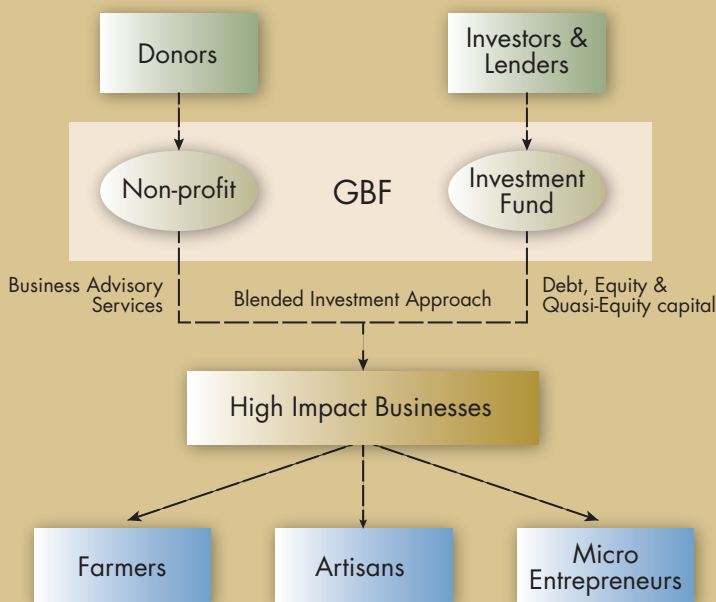 Donors
Investors &
Lenders
Non-profit
GBF
Investment
Fund
Business Advisory
Services
Blended Investment Approach
Debt, Equity &
Quasi-Equity capital
High Impact Businesses
Farmers
Artisans
Micro
Entrepreneurs